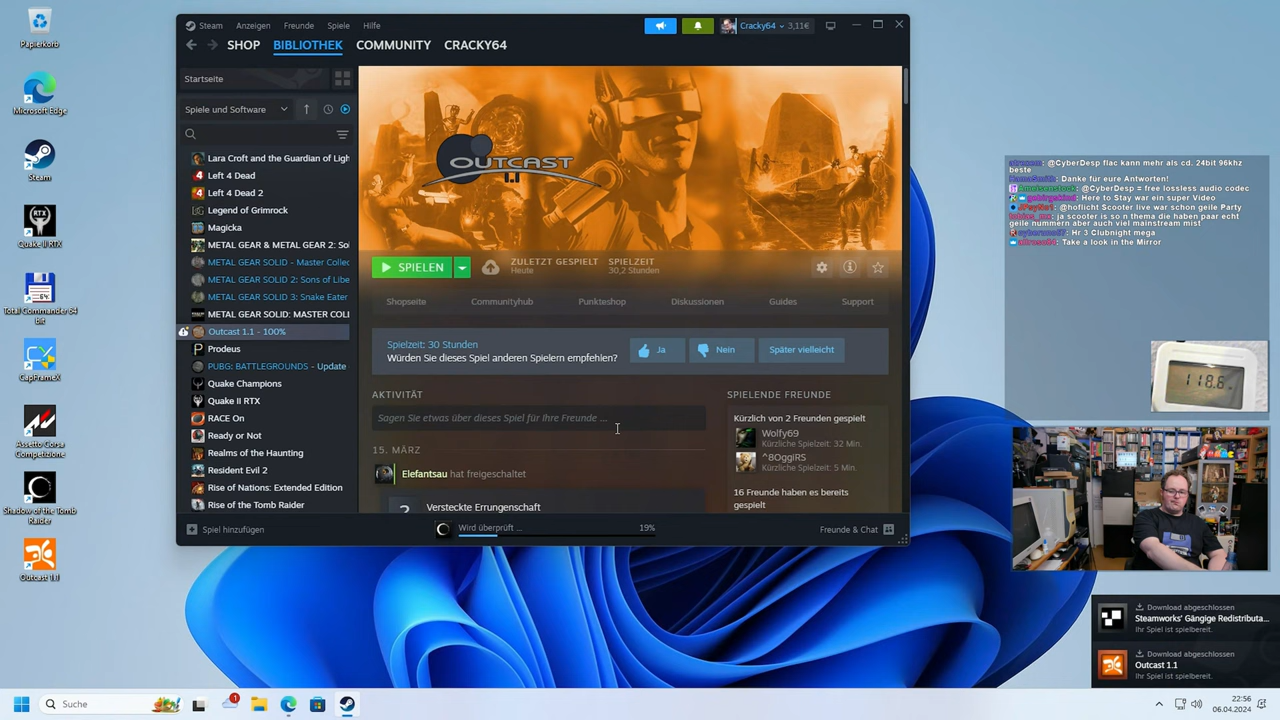 Papierkorb
Microsoft Edge
Steam
Quake II RTX
Total Commander 64
bit
CapFrameX
Assetto Corsa
Competizione
Shadow of the Tomb
Raider
Outcast 1.1
Steam
Anzeigen
Freunde
Spiele
Hilfe
Cracky64
3,11€
SHOP
BIBLIOTHEK
COMMUNITY
CRACKY64
Startseite
Spiele und Software
Lara Croft and the Guardian of Ligh
Left 4 Dead
Left 4 Dead 2
Legend of Grimrock
Magicka
METAL GEAR & METAL GEAR 2: Sol
METAL GEAR SOLID - Master Collec
METAL GEAR SOLID 2: Sons of Libe
METAL GEAR SOLID 3: Snake Eater
METAL GEAR SOLID: MASTER COLL
Outcast 1.1 - 100%
Prodeus
PUBG: BATTLEGROUNDS - Update
Quake Champions
Quake II RTX
RACE On
Ready or Not
Realms of the Haunting
Resident Evil 2
Rise of Nations: Extended Edition
Rise of the Tomb Raider
OUTCAST
1.1
SPIELEN
ZULETZT GESPIELT
Heute
SPIELZEIT
30,2 Stunden
Shopseite
Communityhub
Punkteshop
Diskussionen
Guides
Support
Spielzeit: 30 Stunden
Würden Sie dieses Spiel anderen Spielern empfehlen?
Ja
Nein
Später vielleicht
AKTIVITÄT
Sagen Sie etwas über dieses Spiel für Ihre Freunde ...
15. MÄRZ
Elefantsau hat freigeschaltet
Versteckte Errungenschaft
SPIELENDE FREUNDE
Kürzlich von 2 Freunden gespielt
Wolfy69
Kürzliche Spielzeit: 32 Min.
^8OggiRS
Kürzliche Spielzeit: 5 Min.
16 Freunde haben es bereits
gespielt
Spiel hinzufügen
Wird überprüft ...
19%
Freunde & Chat
@CyberDesp flac kann mehr als cd. 24bit 96khz
beste
Danke für eure Antworten!
@CyberDesp = free lossless audio codec
Here to Stay war ein super Video
@hoflicht Scooter live war schon geile Party
ja scooter is so n thema die haben paar echt
geile nummern aber auch viel mainstream mist
Hr 3 Clubnight mega
Take a look in the Mirror
118.6
Download abgeschlossen
Steamworks' Gängige Redistributa...
Ihr Spiel ist spielbereit.
Download abgeschlossen
Outcast 1.1
Ihr Spiel ist spielbereit.
Suche
1
22:56
06.04.2024